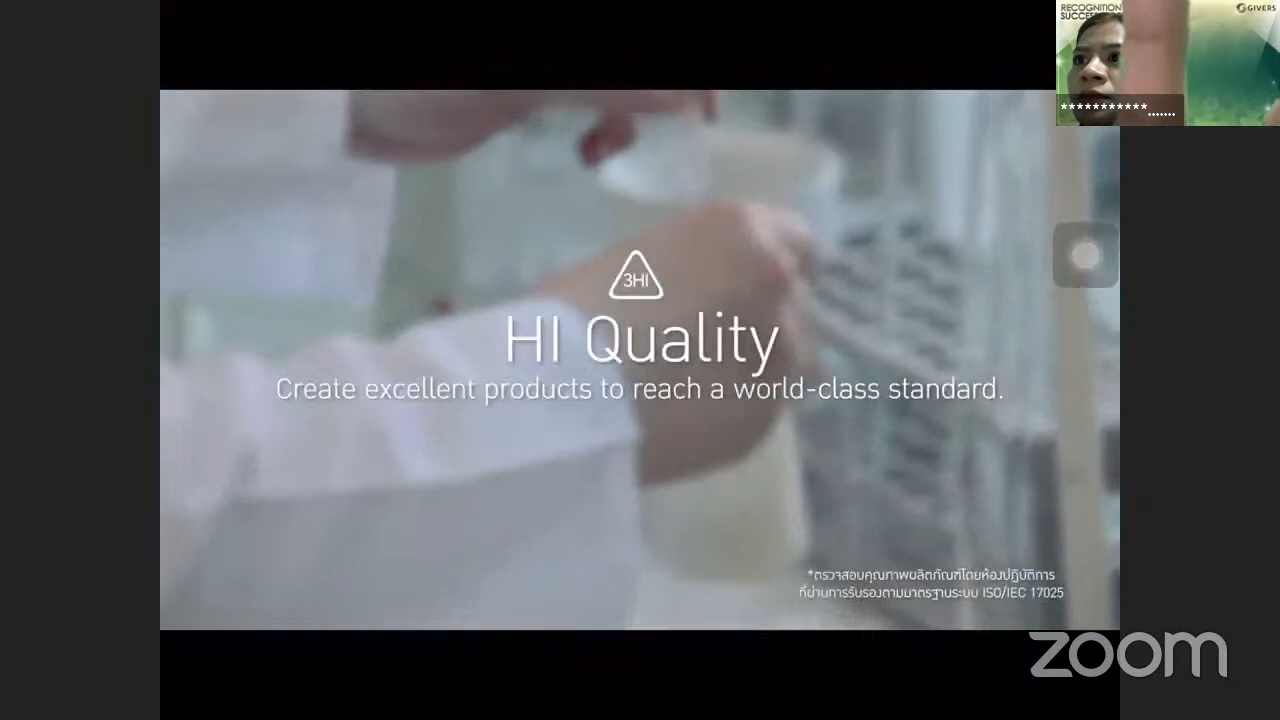 RECOGNITION
SUCCESS
GIVERS
***********.......
3HI
HI Quality
Create excellent products to reach a world-class standard.
*ตรวจสอบคุณภาพผลิตภัณฑ์โดยห้องปฏิบัติการ
ที่ผ่านการรับรองตามมาตรฐานระบบ ISO/IEC 17025
zoom